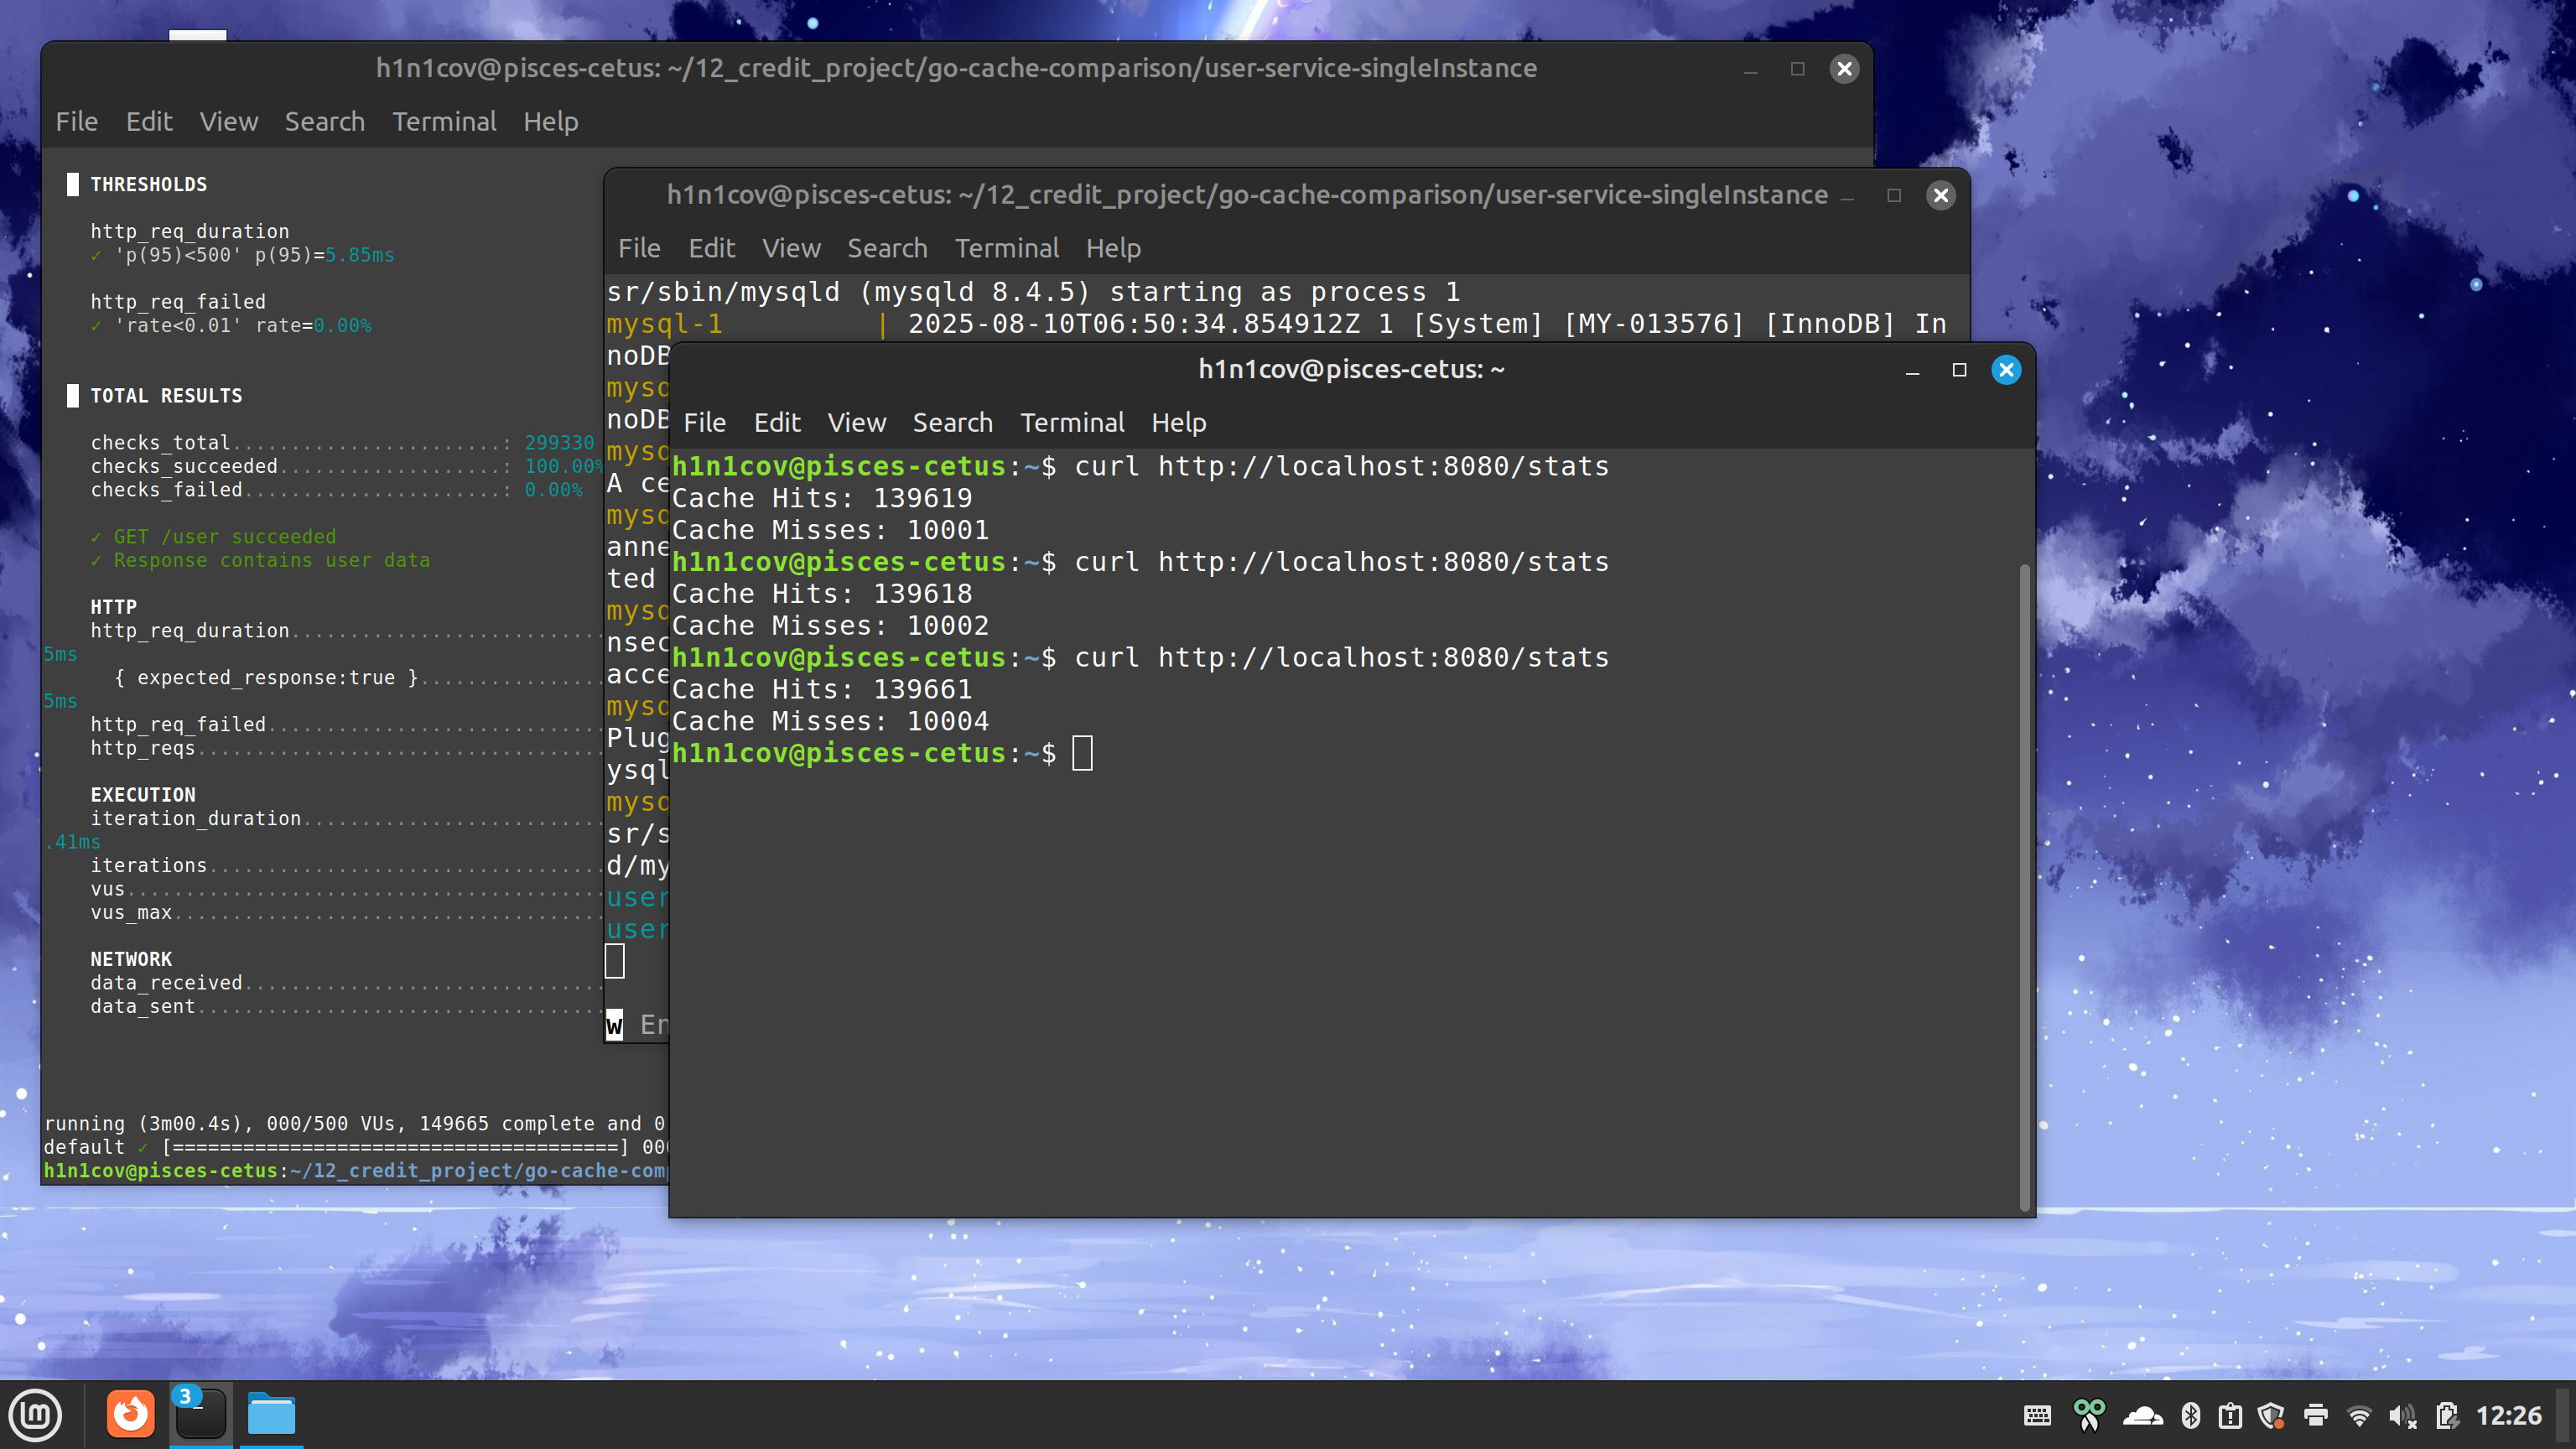 h1n1cov@pisces-cetus: ~/12_credit_project/go-cache-comparison/user-service-singleInstance
File Edit View Search Terminal Help
THRESHOLDS
http_req_duration
✓ 'p(95)<500' p(95)=5.85ms
http_req_failed
✓ 'rate<0.01' rate=0.00%
TOTAL RESULTS
checks_total.......................: 299330
checks_succeeded...................: 100.00%
checks_failed......................: 0.00%
✓ GET /user succeeded
✓ Response contains user data
HTTP
http_req_duration...........................
5ms
{ expected_response:true }................
5ms
http_req_failed.............................
http_reqs...................................
EXECUTION
iteration_duration..........................
.41ms
iterations..................................
vus.........................................
vus_max.....................................
NETWORK
data_received...............................
data_sent...................................
running (3m00.4s), 000/500 VUs, 149665 complete and 0
default ✓ [======================================] 000
h1n1cov@pisces-cetus:~/12_credit_project/go-cache-comp
h1n1cov@pisces-cetus: ~/12_credit_project/go-cache-comparison/user-service-singleInstance
File Edit View Search Terminal Help
sr/sbin/mysqld (mysqld 8.4.5) starting as process 1
mysql-1 | 2025-08-10T06:50:34.854912Z 1 [System] [MY-013576] [InnoDB] In
noDB
mysq
noDB
mysq
A ce
mysq
anne
ted
mysq
nsec
acce
mysq
Plug
ysql
mysq
sr/s
d/my
user
user
w En
h1n1cov@pisces-cetus: ~
File Edit View Search Terminal Help
h1n1cov@pisces-cetus:~$ curl http://localhost:8080/stats
Cache Hits: 139619
Cache Misses: 10001
h1n1cov@pisces-cetus:~$ curl http://localhost:8080/stats
Cache Hits: 139618
Cache Misses: 10002
h1n1cov@pisces-cetus:~$ curl http://localhost:8080/stats
Cache Hits: 139661
Cache Misses: 10004
h1n1cov@pisces-cetus:~$
3
12:26